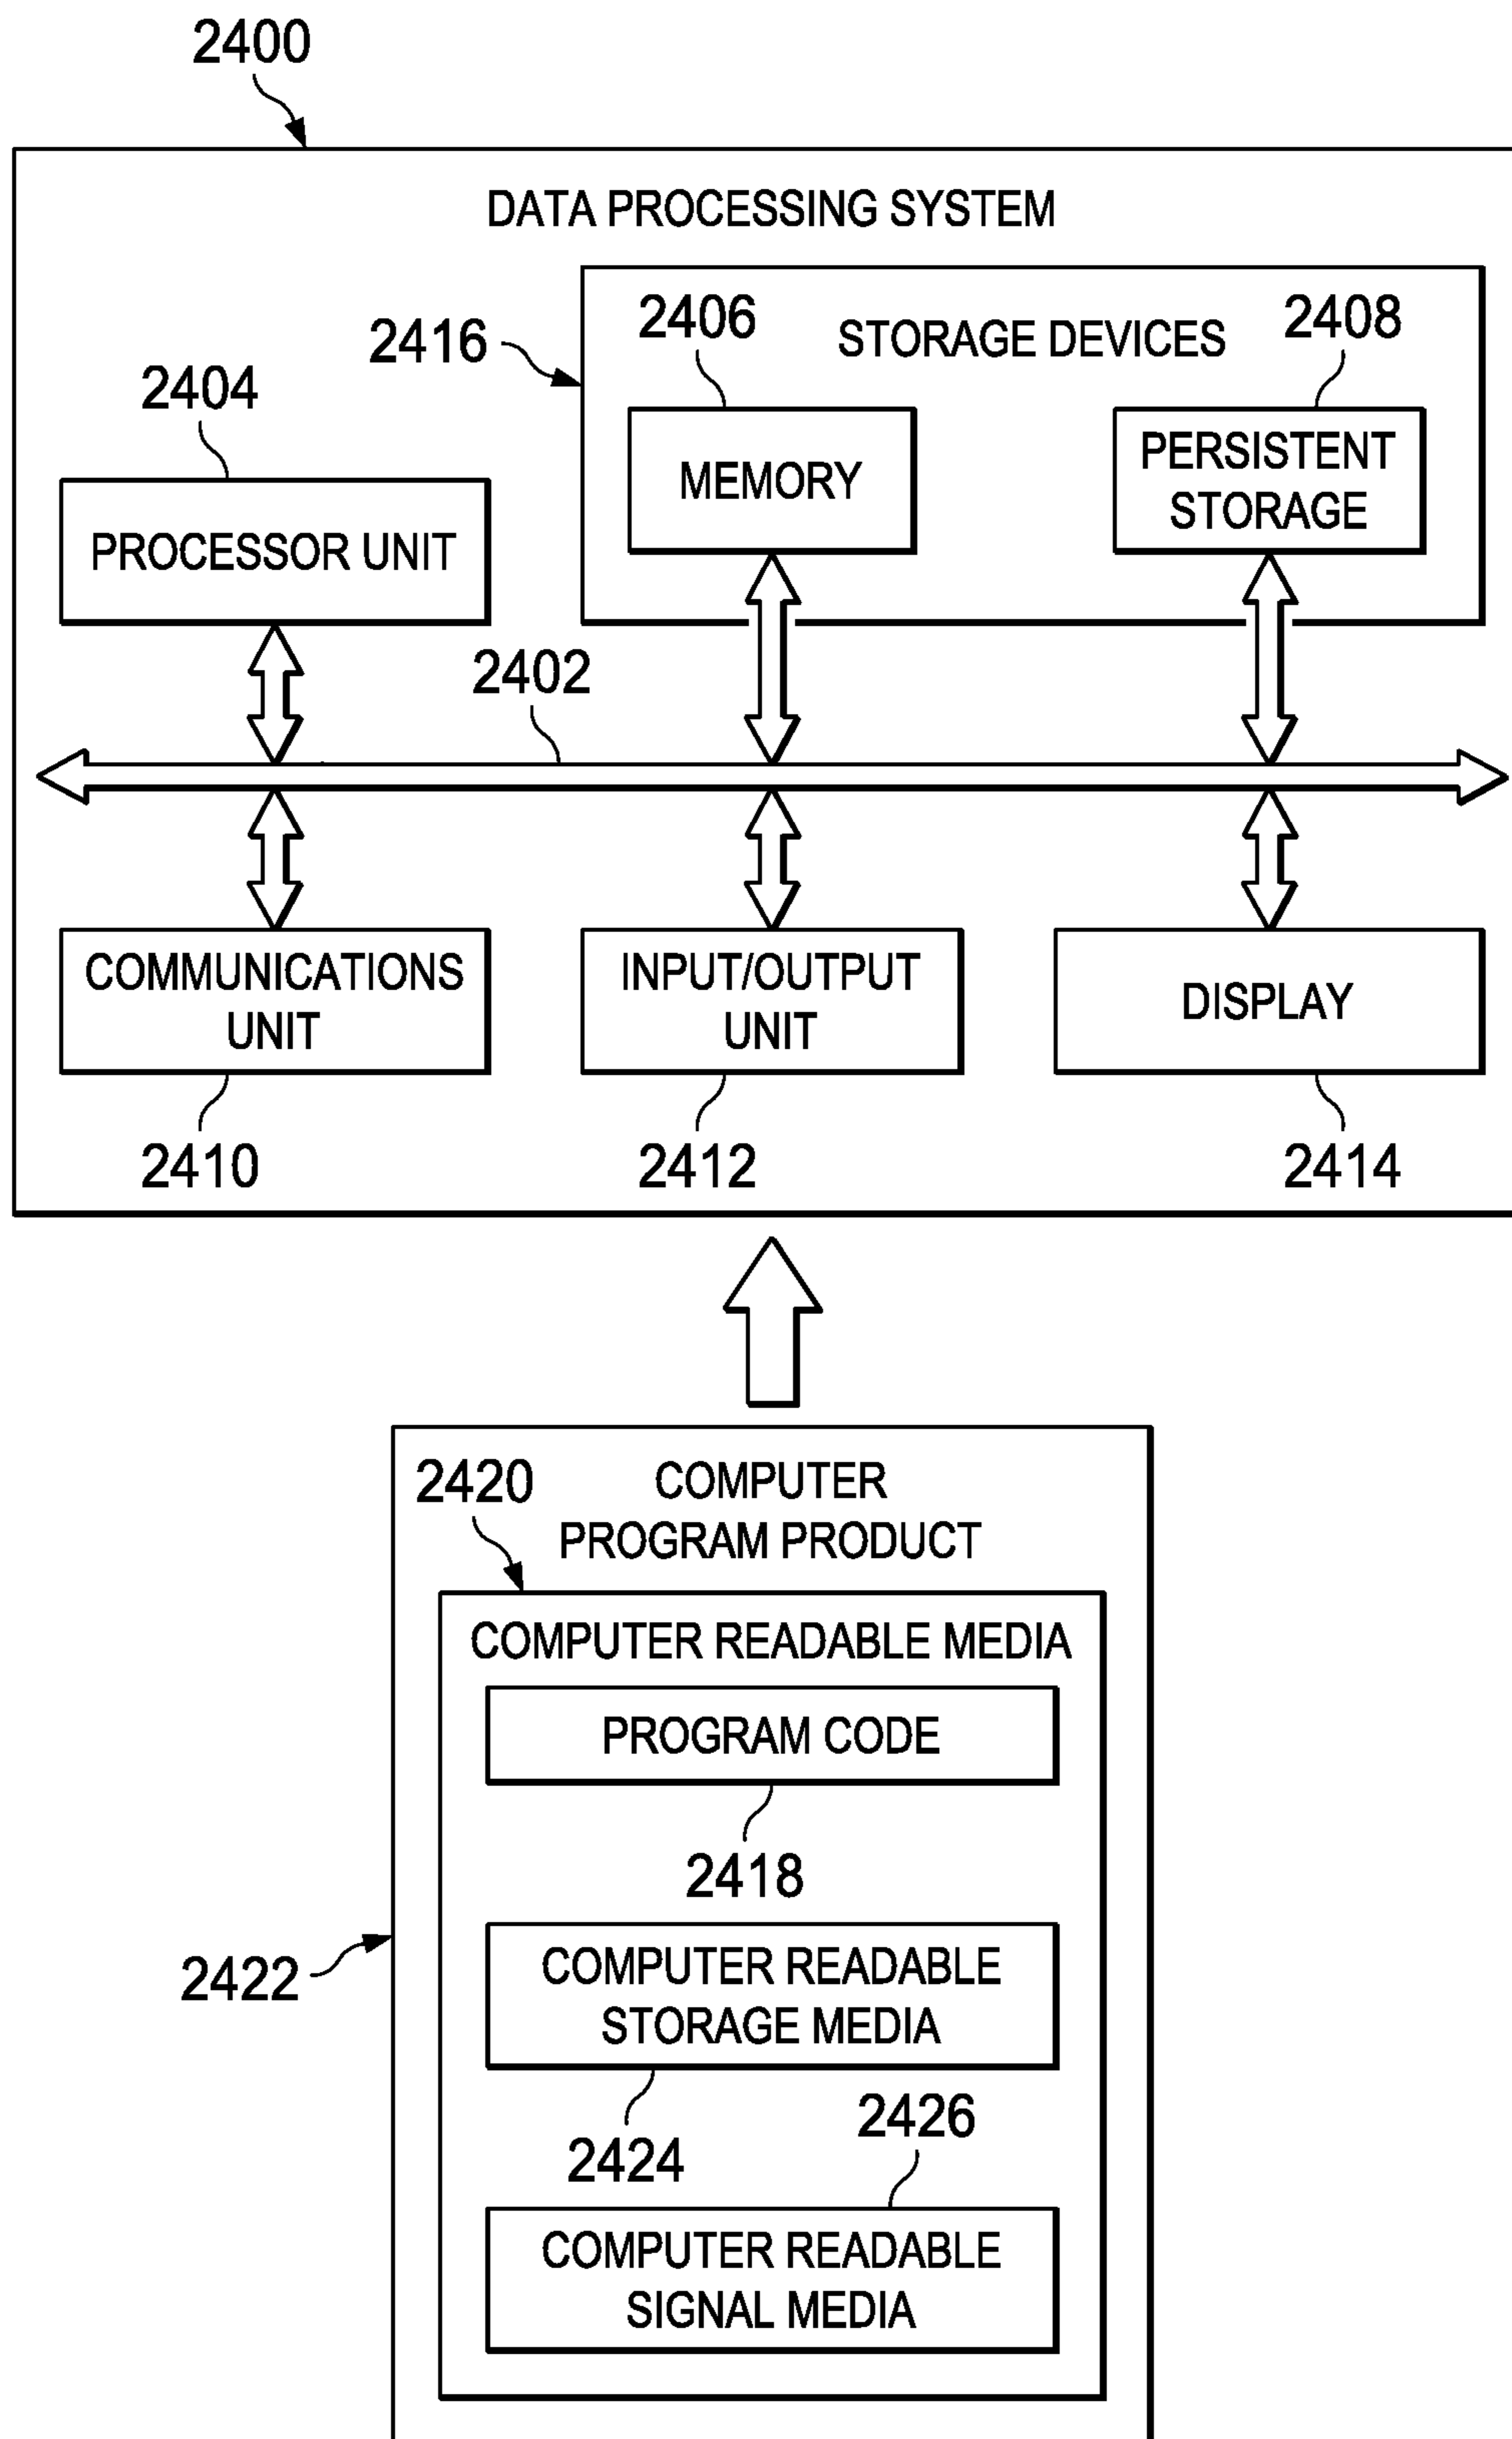 2400
DATA PROCESSING SYSTEM
2416
2406
STORAGE DEVICES
2408
2404
MEMORY
PERSISTENT
STORAGE
PROCESSOR UNIT
2402
COMMUNICATIONS
UNIT
INPUT/OUTPUT
UNIT
DISPLAY
2410
2412
2414
2420
COMPUTER
PROGRAM PRODUCT
COMPUTER READABLE MEDIA
PROGRAM CODE
2418
2422
COMPUTER READABLE
STORAGE MEDIA
2424
2426
COMPUTER READABLE
SIGNAL MEDIA